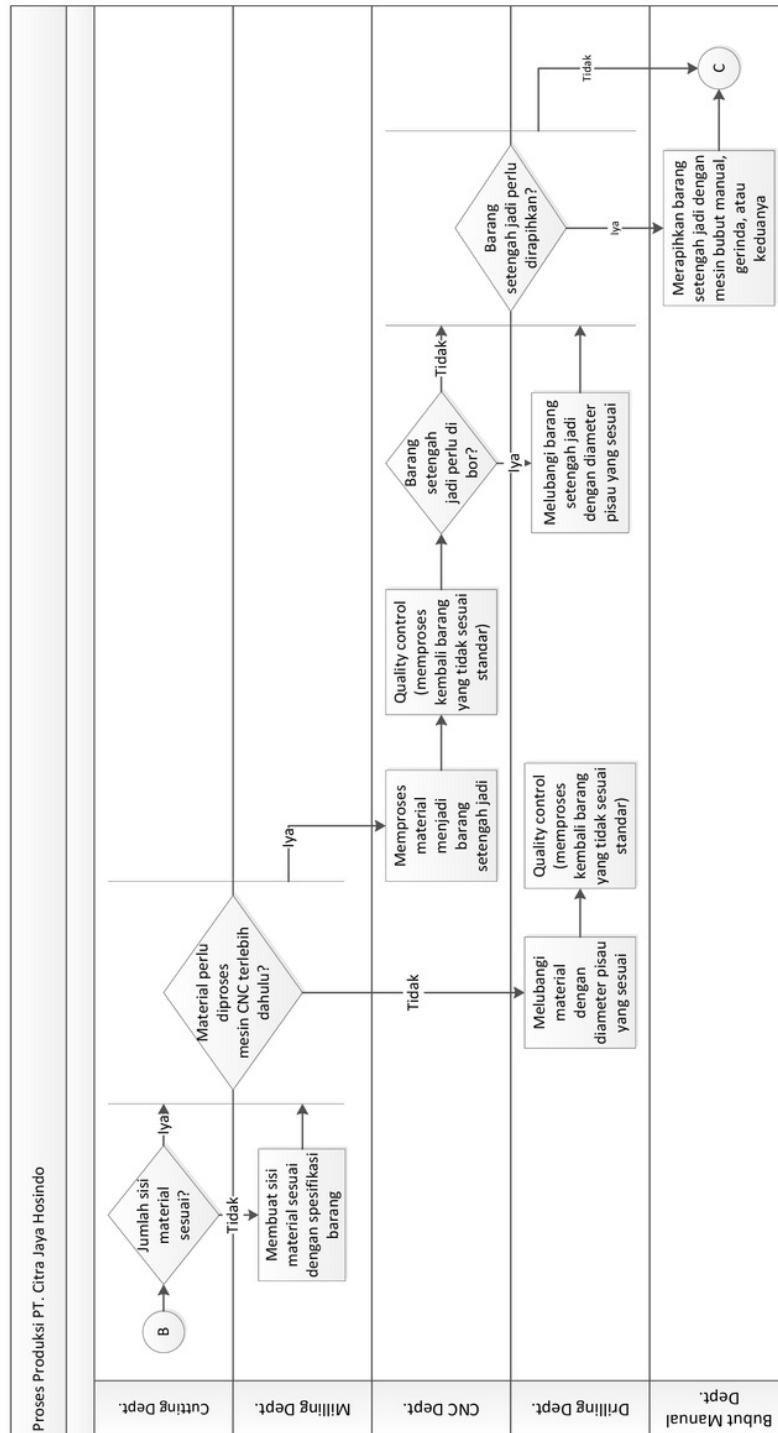 Proses Produksi PT. Citra Jaya Hosindo
Cutting Dept.
Milling Dept.
CNC Dept.
Drilling Dept.
Bubut Manual
Dept.
B
Jumlah sisi
material
sesuai?
Iya
Tidak
Membuat sisi
material sesuai
dengan spesifikasi
barang
Material perlu
diproses
mesin CNC terlebih
dahulu?
Iya
Tidak
Memproses
material
menjadi
barang
setengah jadi
Quality control
(memproses
kembali barang
yang tidak sesuai
standar)
Barang
setengah
jadi perlu di
bor?
Tidak
Iya
Melubangi
material
dengan
diameter pisau
yang sesuai
Quality control
(memproses
kembali barang
yang tidak sesuai
standar)
Melubangi barang
setengah jadi
dengan diameter
pisau yang sesuai
Barang
setengah jadi perlu
dirapihkan?
Tidak
Iya
Merapihkan barang
setengah jadi dengan
mesin bubut manual,
gerinda, atau
keduanya
C